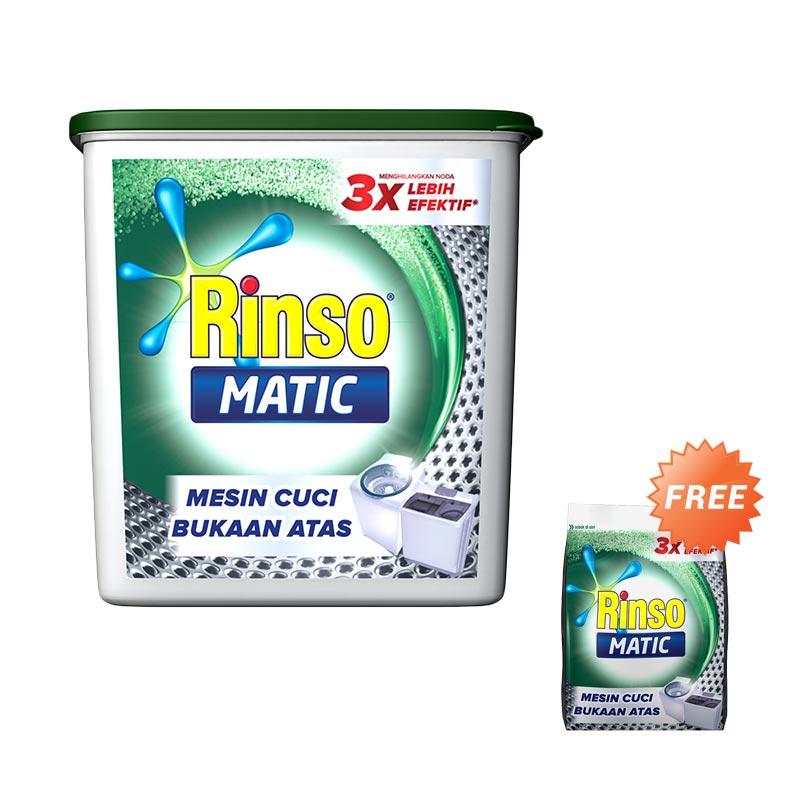 MENGHILANGKAN NODA
3X LEBIH
EFEKTIF*
Rinso®
MATIC
MESIN CUCI
BUKAAN ATAS
FREE
3X
EFEKTIF*
Rinso
MATIC
MESIN CUCI
BUKAAN ATAS